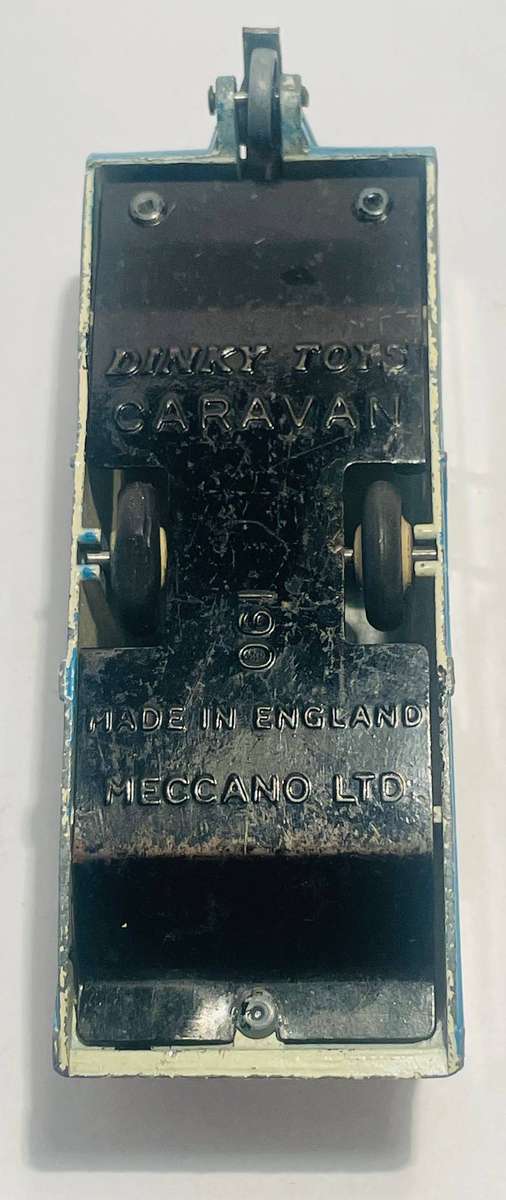 DINKY TOYS
CARAVAN
190
MADE IN ENGLAND
MECCANO LTD